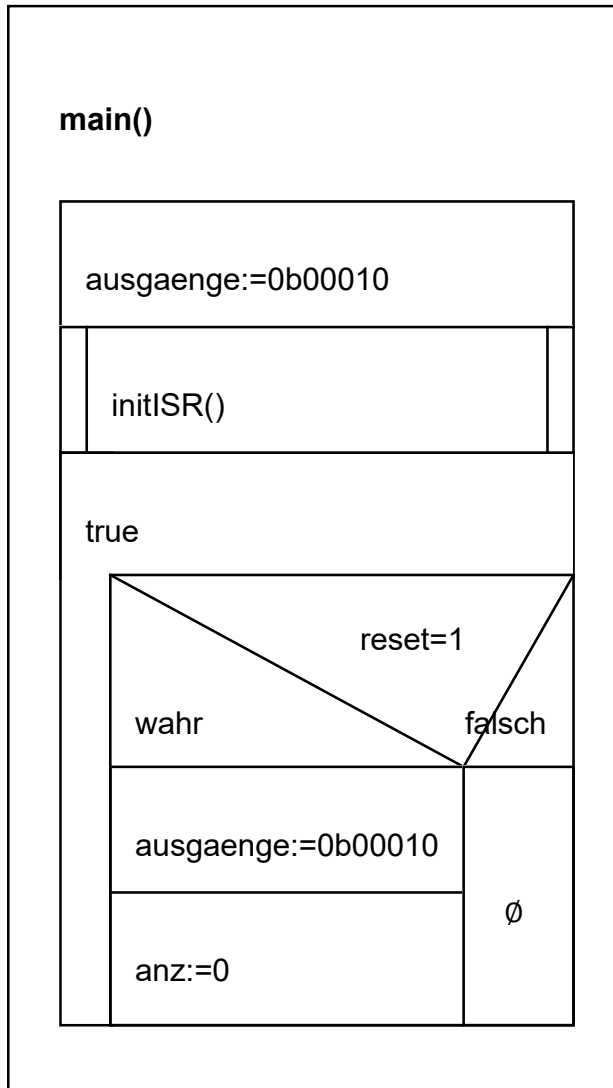 main()
ausgaenge:=0b00010
initISR()
true
reset=1
wahr
falsch
ausgaenge:=0b00010
∅
anz:=0